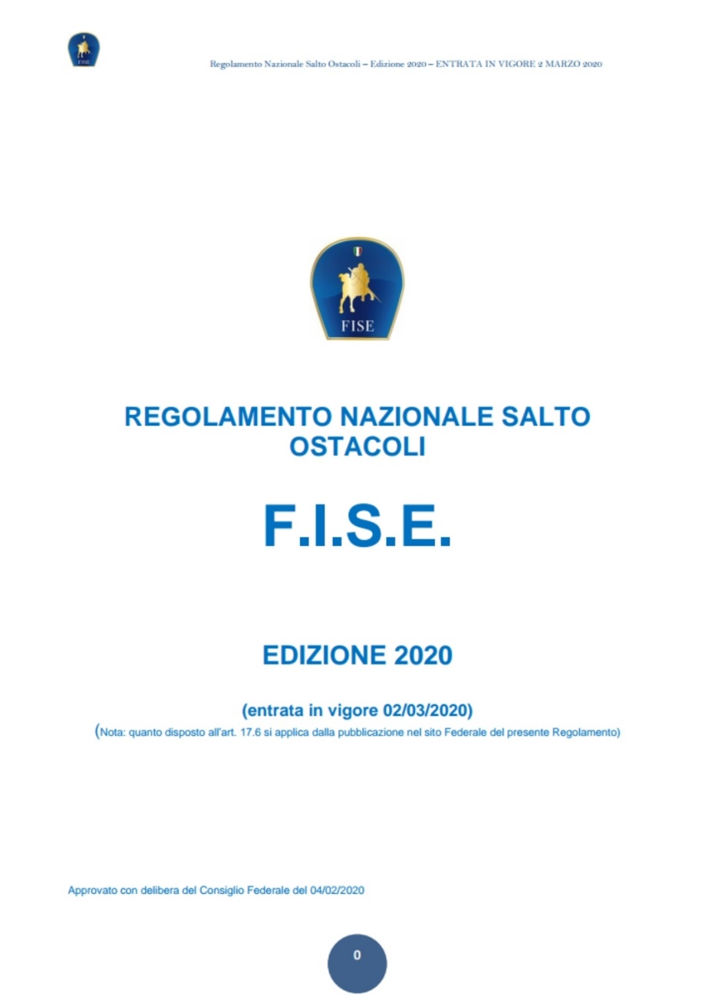 FISE
Regolamento Nazionale Salto Ostacoli – Edizione 2020 – ENTRATA IN VIGORE 2 MARZO 2020
FISE
REGOLAMENTO NAZIONALE SALTO
OSTACOLI
F.I.S.E.
EDIZIONE 2020
(entrata in vigore 02/03/2020)
(Nota: quanto disposto all'art. 17.6 si applica dalla pubblicazione nel sito Federale del presente Regolamento)
Approvato con delibera del Consiglio Federale del 04/02/2020
0